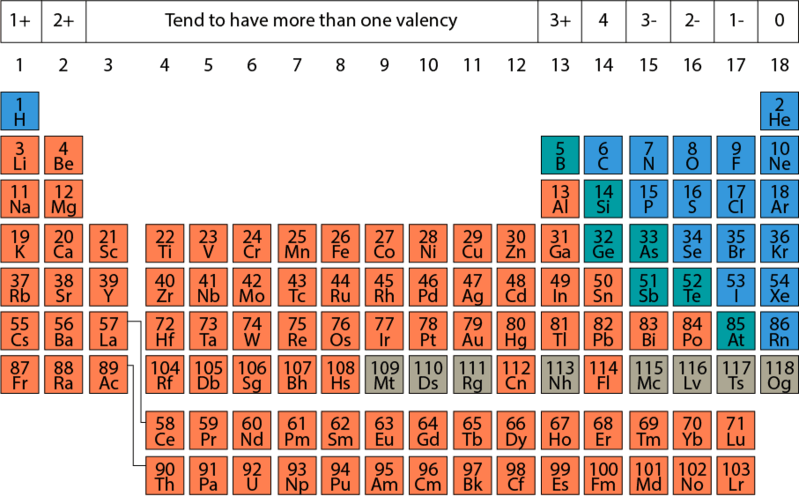 1+ 2+ Tend to have more than one valency 3+ 4 3- 2- 1- 0
1 2 3 4 5 6 7 8 9 10 11 12 13 14 15 16 17 18
1 2
H He
3 4 5 6 7 8 9 10
Li Be B C N O F Ne
11 12 13 14 15 16 17 18
Na Mg Al Si P S Cl Ar
19 20 21 22 23 24 25 26 27 28 29 30 31 32 33 34 35 36
K Ca Sc Ti V Cr Mn Fe Co Ni Cu Zn Ga Ge As Se Br Kr
37 38 39 40 41 42 43 44 45 46 47 48 49 50 51 52 53 54
Rb Sr Y Zr Nb Mo Tc Ru Rh Pd Ag Cd In Sn Sb Te I Xe
55 56 57 72 73 74 75 76 77 78 79 80 81 82 83 84 85 86
Cs Ba La Hf Ta W Re Os Ir Pt Au Hg Tl Pb Bi Po At Rn
87 88 89 104 105 106 107 108 109 110 111 112 113 114 115 116 117 118
Fr Ra Ac Rf Db Sg Bh Hs Mt Ds Rg Cn Nh Fl Mc Lv Ts Og
58 59 60 61 62 63 64 65 66 67 68 69 70 71
Ce Pr Nd Pm Sm Eu Gd Tb Dy Ho Er Tm Yb Lu
90 91 92 93 94 95 96 97 98 99 100 101 102 103
Th Pa U Np Pu Am Cm Bk Cf Es Fm Md No Lr